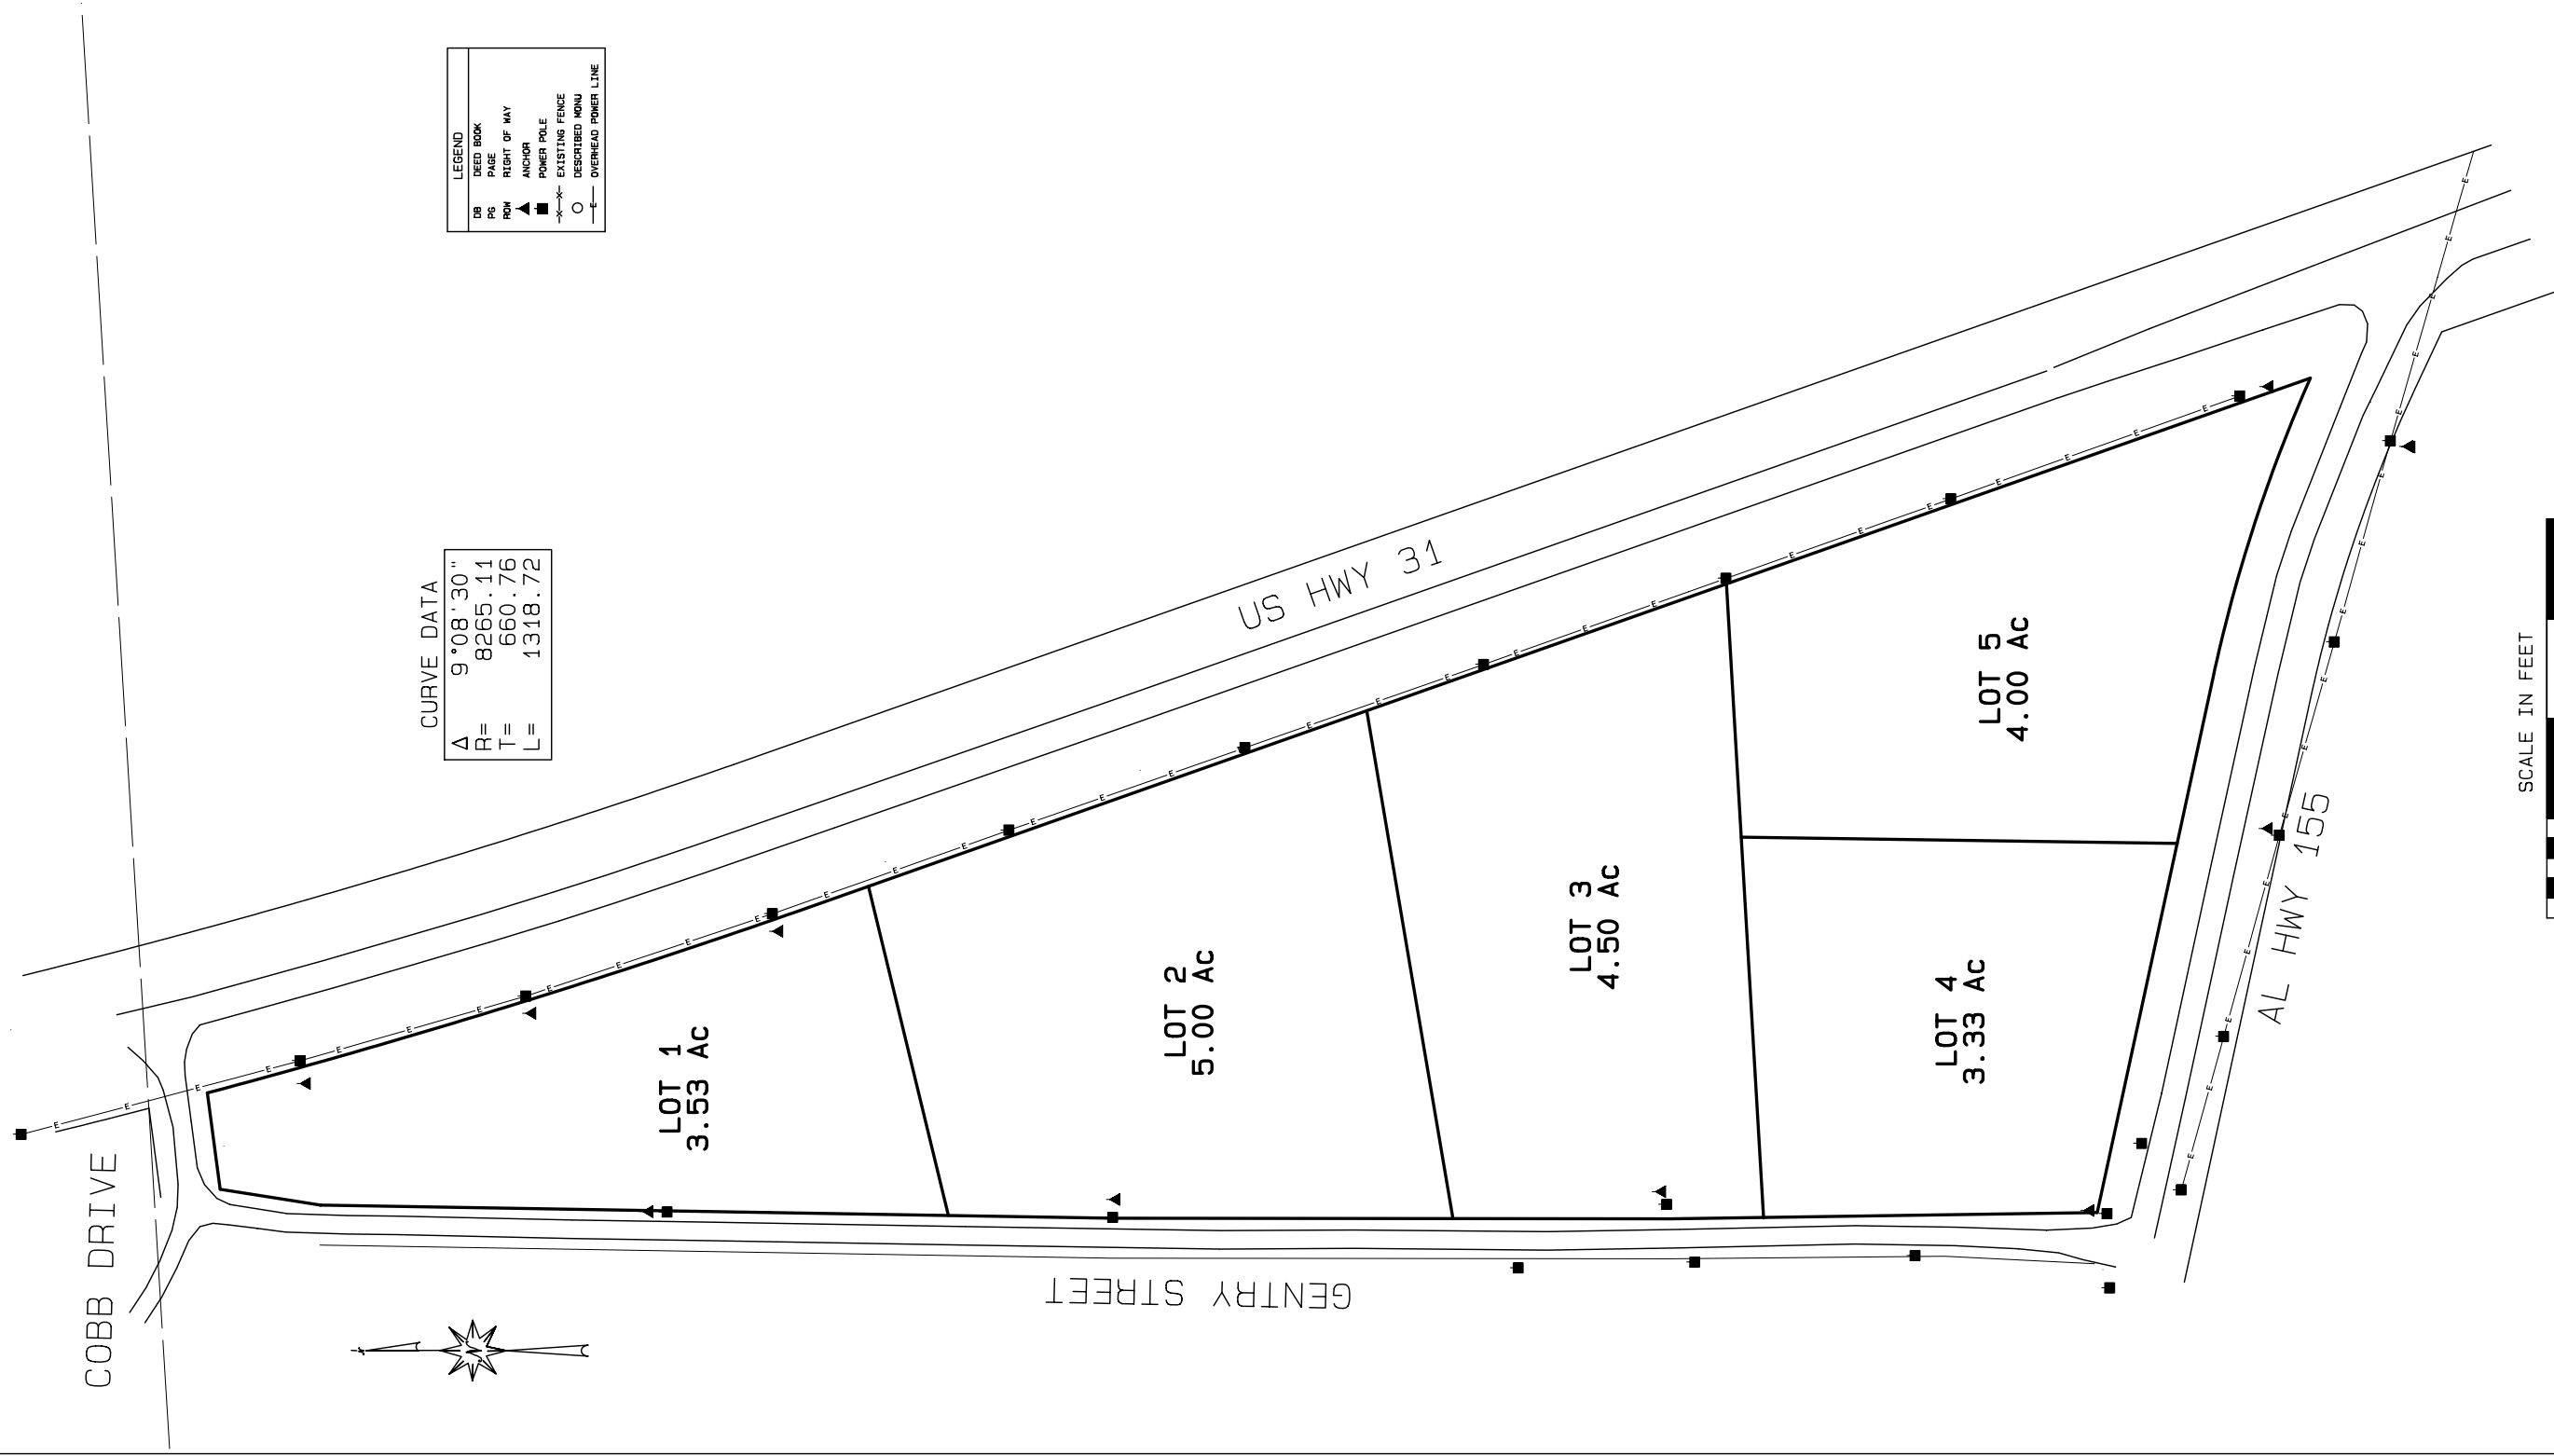 LEGEND
DB DEED BOOK
PG PAGE
ROW RIGHT OF WAY
ANCHOR
POWER POLE
-x-x- EXISTING FENCE
DESCRIBED MONU
-E- OVERHEAD POWER LINE
CURVE DATA
Δ 9°08'30"
R= 8265.11
T= 660.76
L= 1318.72
US HWY 31
COBB DRIVE
LOT 1
3.53 Ac
LOT 2
5.00 Ac
LOT 3
4.50 Ac
LOT 4
3.33 Ac
LOT 5
4.00 Ac
GENTRY STREET
AL HWY 155
SCALE IN FEET